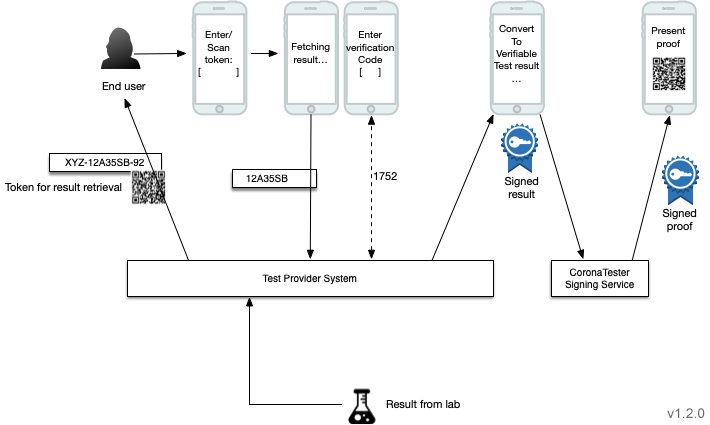 Enter/
Scan
token:
[ ]
Fetching
result...
Enter
verification
Code
[ ]
Convert
To
Verifiable
Test result
...
Present
proof
End user
XYZ-12A35SB-92
Token for result retrieval
12A35SB
1752
Signed
result
Signed
proof
Test Provider System
CoronaTester
Signing Service
Result from lab
v1.2.0